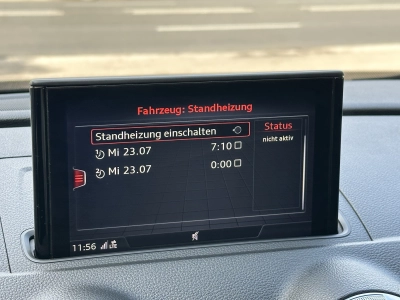 Fahrzeug: Standheizung
Standheizung einschalten
Status
nicht aktiv
Mi 23.07 7:10
Mi 23.07 0:00
11:56 LTE